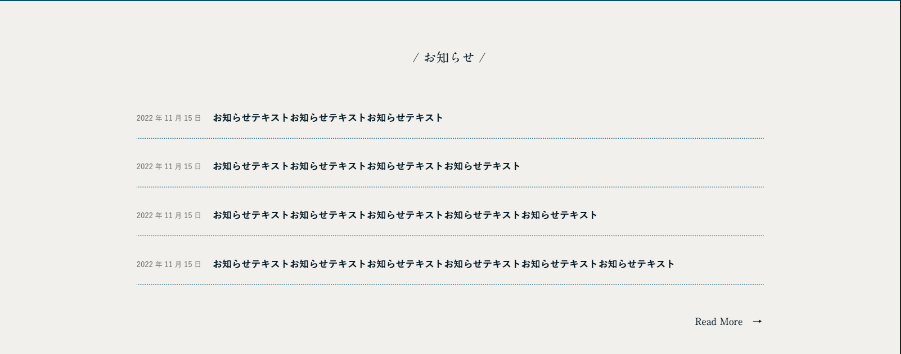 / お知らせ /
2022 年 11 月 15 日 お知らせテキストお知らせテキストお知らせテキスト
2022 年 11 月 15 日 お知らせテキストお知らせテキストお知らせテキストお知らせテキスト
2022 年 11 月 15 日 お知らせテキストお知らせテキストお知らせテキストお知らせテキストお知らせテキスト
2022 年 11 月 15 日 お知らせテキストお知らせテキストお知らせテキストお知らせテキストお知らせテキストお知らせテキスト
Read More →